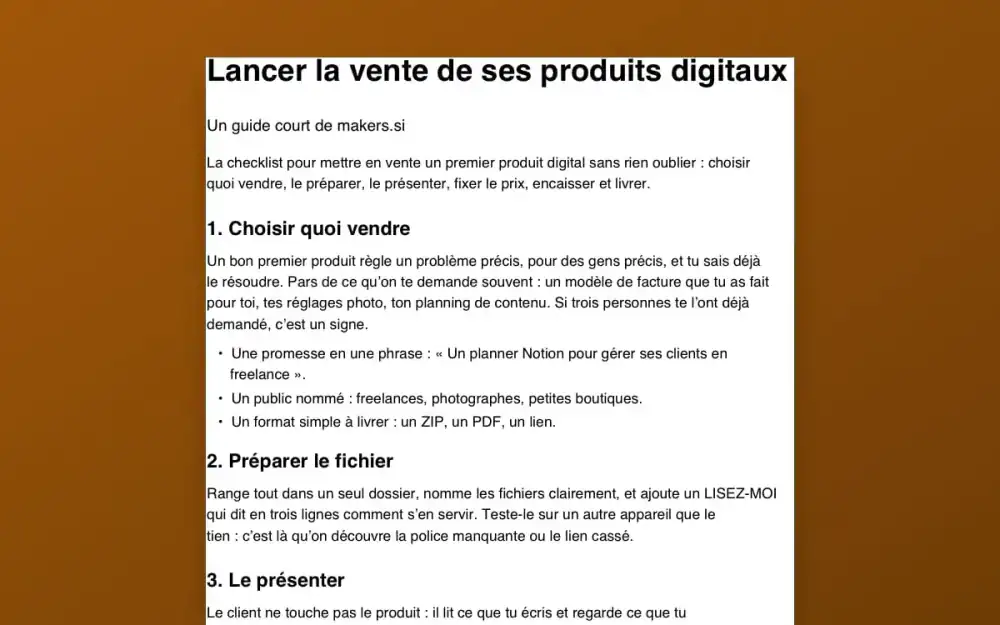 Lancer la vente de ses produits digitaux
Un guide court de makers.si
La checklist pour mettre en vente un premier produit digital sans rien oublier : choisir
quoi vendre, le préparer, le présenter, fixer le prix, encaisser et livrer.
1. Choisir quoi vendre
Un bon premier produit règle un problème précis, pour des gens précis, et tu sais déjà
le résoudre. Pars de ce qu’on te demande souvent : un modèle de facture que tu as fait
pour toi, tes réglages photo, ton planning de contenu. Si trois personnes te l’ont déjà
demandé, c’est un signe.
• Une promesse en une phrase : « Un planner Notion pour gérer ses clients en
freelance ».
• Un public nommé : freelances, photographes, petites boutiques.
• Un format simple à livrer : un ZIP, un PDF, un lien.
2. Préparer le fichier
Range tout dans un seul dossier, nomme les fichiers clairement, et ajoute un LISEZ-MOI
qui dit en trois lignes comment s’en servir. Teste-le sur un autre appareil que le
tien : c’est là qu’on découvre la police manquante ou le lien cassé.
3. Le présenter
Le client ne touche pas le produit : il lit ce que tu écris et regarde ce que tu